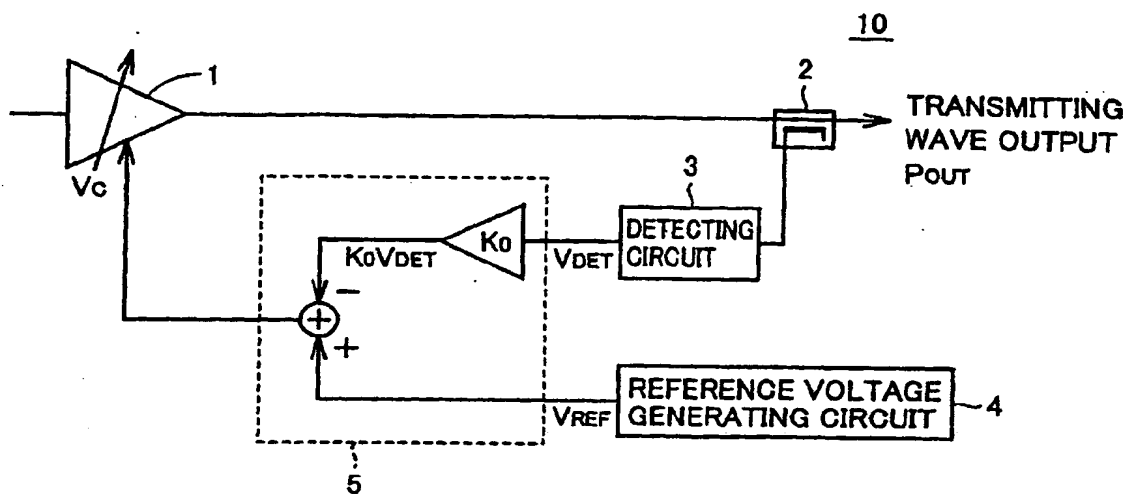 10
1
2
TRANSMITTING
WAVE OUTPUT
POUT
VC
3
DETECTING
CIRCUIT
K0
K0VDET
VDET
−
+
+
REFERENCE VOLTAGE
GENERATING CIRCUIT
4
VREF
5